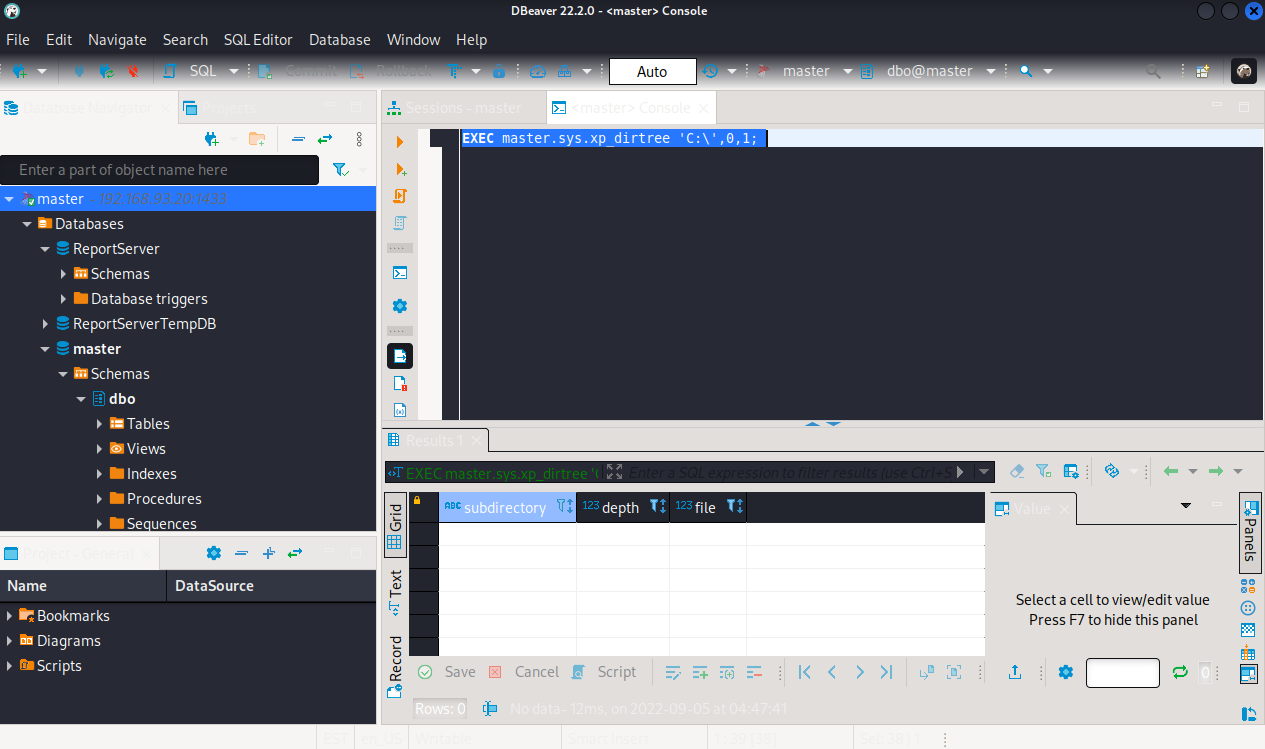 DBeaver 22.2.0 - <master> Console
File Edit Navigate Search SQL Editor Database Window Help
SQL Commit Rollback T Auto master dbo@master
Database Navigator Projects
Sessions - master <master> Console
Enter a part of object name here
EXEC master.sys.xp_dirtree 'C:\',0,1;
master - 192.168.93.20:1433
Databases
ReportServer
Schemas
Database triggers
ReportServerTempDB
master
Schemas
dbo
Tables
Views
Indexes
Procedures
Sequences
Project - General
Name DataSource
Bookmarks
Diagrams
Scripts
Results 1
EXEC master.sys.xp_dirtree 'C Enter a SQL expression to filter results (use Ctrl+S
Grid
Text
Record
ABC subdirectory 123 depth 123 file
Value
Panels
Select a cell to view/edit value
Press F7 to hide this panel
Save Cancel Script
0
Rows: 0 No data - 12ms, on 2022-09-05 at 04:47:41
EST en_US Writable Smart Insert 1 : 39 [38] Sel: 38 | 1